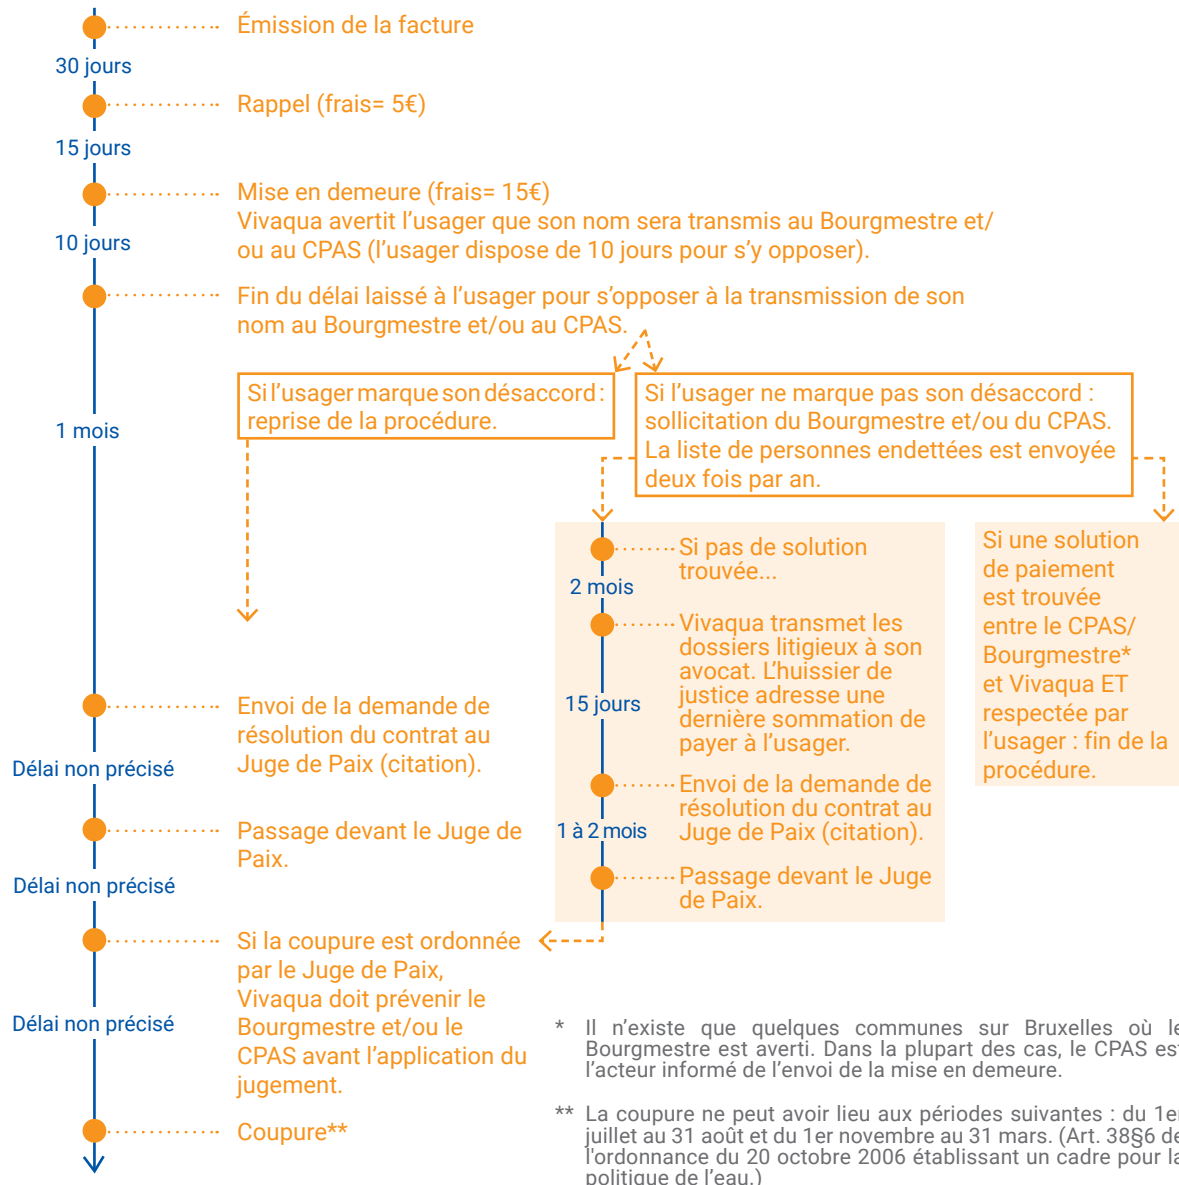 Émission de la facture
30 jours
Rappel (frais= 5€)
15 jours
Mise en demeure (frais= 15€)
Vivaqua avertit l’usager que son nom sera transmis au Bourgmestre et/
ou au CPAS (l’usager dispose de 10 jours pour s’y opposer).
10 jours
Fin du délai laissé à l’usager pour s’opposer à la transmission de son
nom au Bourgmestre et/ou au CPAS.
1 mois
Si l’usager marque son désaccord :
reprise de la procédure.
Si l’usager ne marque pas son désaccord :
sollicitation du Bourgmestre et/ou du CPAS.
La liste de personnes endettées est envoyée
deux fois par an.
Si pas de solution
trouvée...
2 mois
Vivaqua transmet les
dossiers litigieux à son
avocat. L’huissier de
justice adresse une
dernière sommation de
payer à l’usager.
15 jours
Envoi de la demande de
résolution du contrat au
Juge de Paix (citation).
1 à 2 mois
Passage devant le Juge
de Paix.
Si une solution
de paiement
est trouvée
entre le CPAS/
Bourgmestre*
et Vivaqua ET
respectée par
l’usager : fin de la
procédure.
Envoi de la demande de
résolution du contrat au
Juge de Paix (citation).
Délai non précisé
Passage devant le Juge de
Paix.
Délai non précisé
Si la coupure est ordonnée
par le Juge de Paix,
Vivaqua doit prévenir le
Bourgmestre et/ou le
CPAS avant l’application du
jugement.
Délai non précisé
Coupure**
* Il n’existe que quelques communes sur Bruxelles où le
Bourgmestre est averti. Dans la plupart des cas, le CPAS est
l’acteur informé de l’envoi de la mise en demeure.
** La coupure ne peut avoir lieu aux périodes suivantes : du 1er
juillet au 31 août et du 1er novembre au 31 mars. (Art. 38§6 de
l'ordonnance du 20 octobre 2006 établissant un cadre pour la
politique de l’eau.)